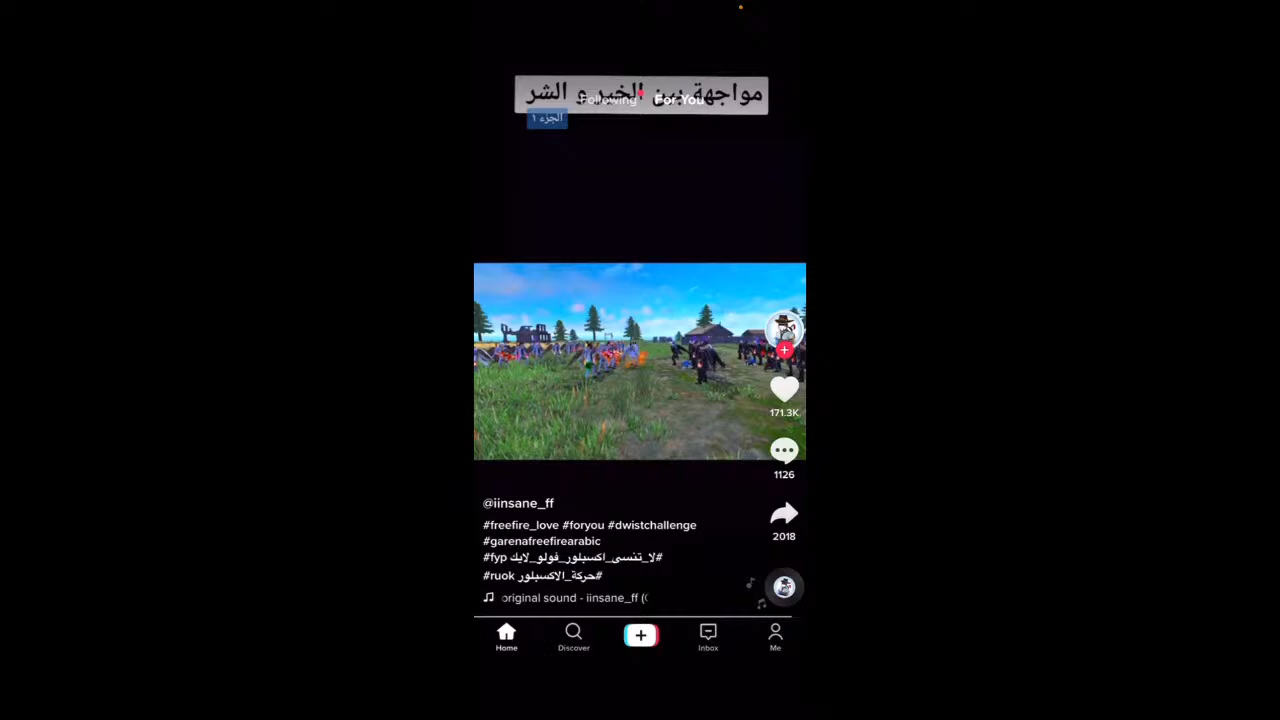 مواجهة بين الخير و الشر
Following
For You
الجزء ١
171.3K
1126
2018
@iinsane_ff
#freefire_love #foryou #dwistchallenge
#garenafreefirearabic
#fyp لا_تنسى_اكسبلور_فولو_لايك#
#ruok حركة_الاكسبلور#
original sound - iinsane_ff (
Home
Discover
Inbox
Me